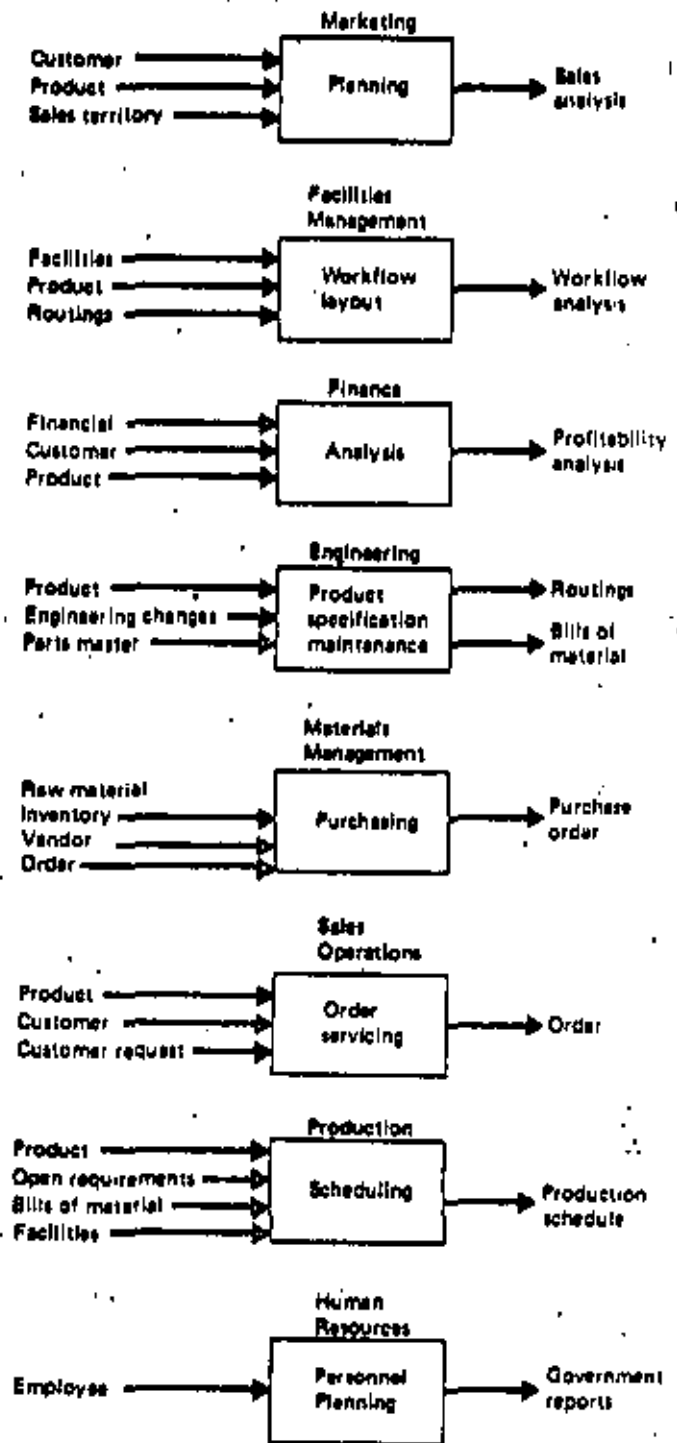 Marketing
Customer
Product
Sales territory
Planning
Sales
analysis
Facilities
Management
Facilities
Product
Routings
Workflow
layout
Workflow
analysis
Finance
Financial
Customer
Product
Analysis
Profitability
analysis
Engineering
Product
Engineering changes
Parts master
Product
specification
maintenance
Routings
Bills of
material
Materials
Management
Raw material
Inventory
Vendor
Order
Purchasing
Purchase
order
Sales
Operations
Product
Customer
Customer request
Order
servicing
Order
Production
Product
Open requirements
Bills of material
Facilities
Scheduling
Production
schedule
Human
Resources
Employee
Personnel
Planning
Government
reports